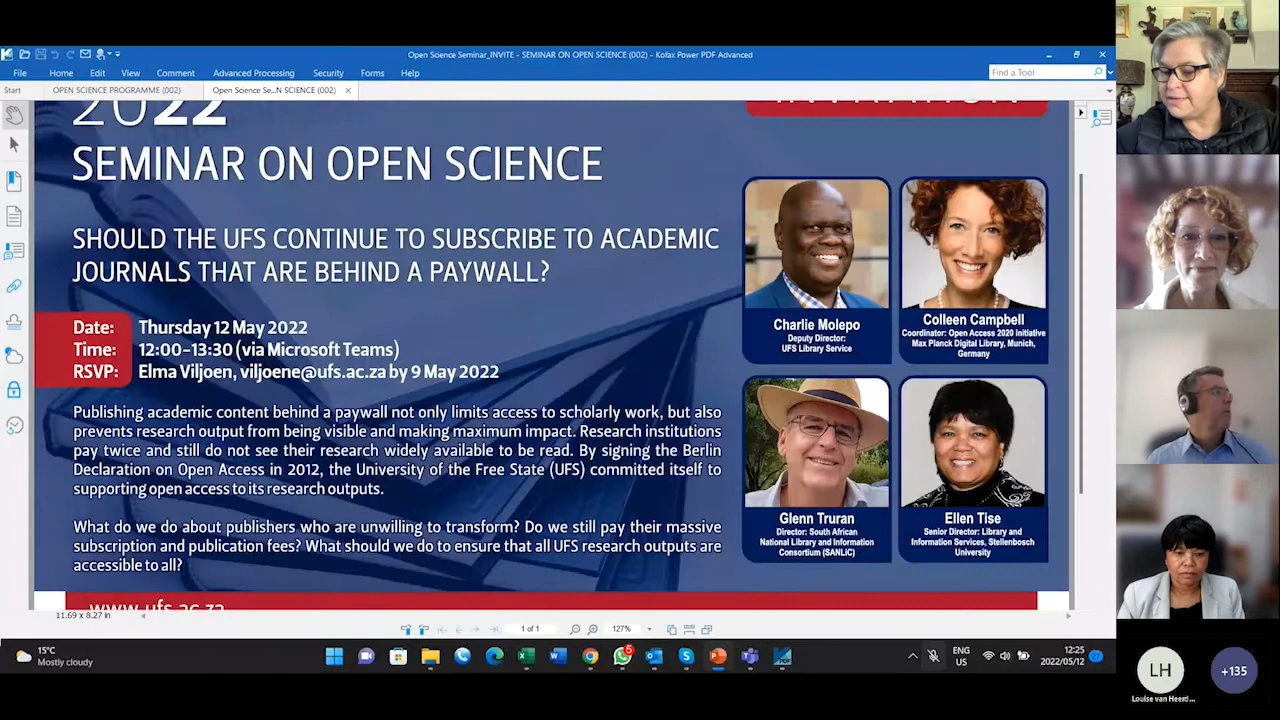 Open Science Seminar_INVITE - SEMINAR ON OPEN SCIENCE (002) - Kofax Power PDF Advanced
File Home Edit View Comment Advanced Processing Security Forms Help
Find a Tool
Start OPEN SCIENCE PROGRAMME (002) Open Science Se...N SCIENCE (002)
2022
INVITATION
SEMINAR ON OPEN SCIENCE
SHOULD THE UFS CONTINUE TO SUBSCRIBE TO ACADEMIC
JOURNALS THAT ARE BEHIND A PAYWALL?
Date: Thursday 12 May 2022
Time: 12:00-13:30 (via Microsoft Teams)
RSVP: Elma Viljoen, viljoene@ufs.ac.za by 9 May 2022
Publishing academic content behind a paywall not only limits access to scholarly work, but also
prevents research output from being visible and making maximum impact. Research institutions
pay twice and still do not see their research widely available to be read. By signing the Berlin
Declaration on Open Access in 2012, the University of the Free State (UFS) committed itself to
supporting open access to its research outputs.
What do we do about publishers who are unwilling to transform? Do we still pay their massive
subscription and publication fees? What should we do to ensure that all UFS research outputs are
accessible to all?
Charlie Molepo
Deputy Director:
UFS Library Service
Colleen Campbell
Coordinator: Open Access 2020 Initiative
Max Planck Digital Library, Munich,
Germany
Glenn Truran
Director: South African
National Library and Information
Consortium (SANLiC)
Ellen Tise
Senior Director: Library and
Information Services, Stellenbosch
University
www.ufs.ac.za
11.69 x 8.27 in
1 of 1
127%
15°C
Mostly cloudy
5
ENG
US
12:25
2022/05/12
27
LH
Louise van Heerd...
+135